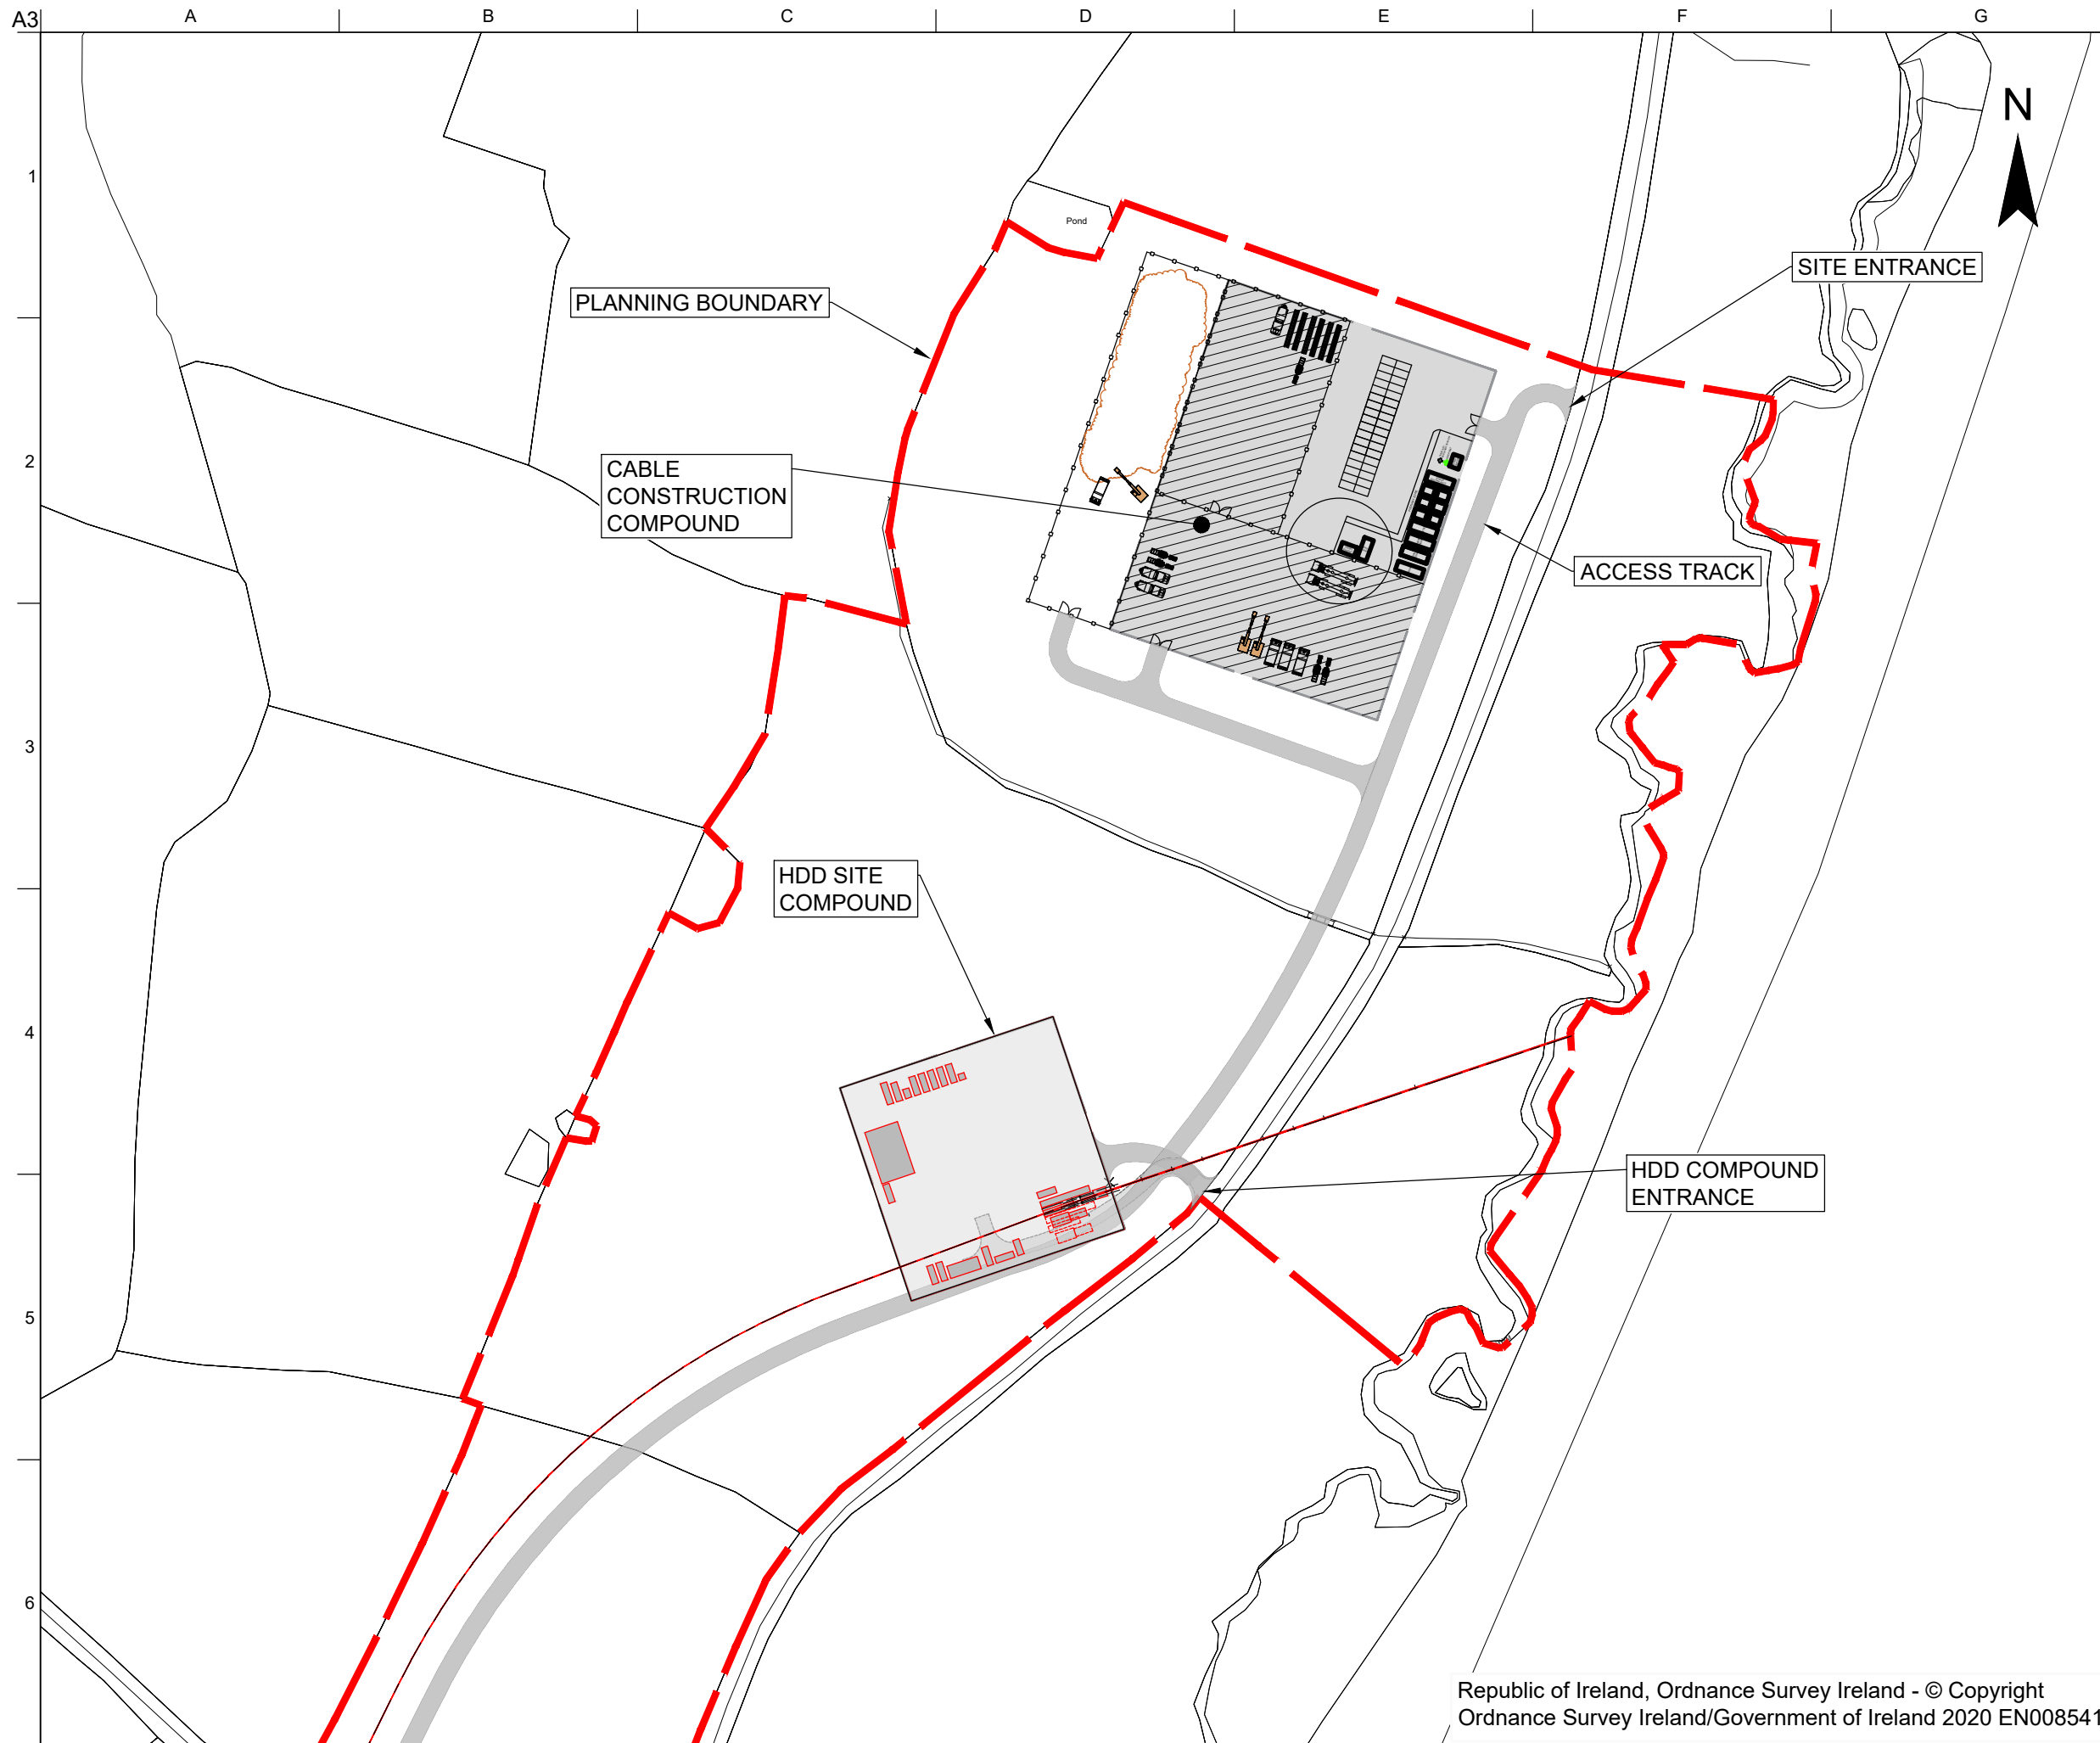 A3
A
B
C
D
E
F
G
N
1
Pond
SITE ENTRANCE
PLANNING BOUNDARY
2
CABLE
CONSTRUCTION
COMPOUND
ACCESS TRACK
3
HDD SITE
COMPOUND
4
HDD COMPOUND
ENTRANCE
5
6
Republic of Ireland, Ordnance Survey Ireland - © Copyright
Ordnance Survey Ireland/Government of Ireland 2020 EN008541